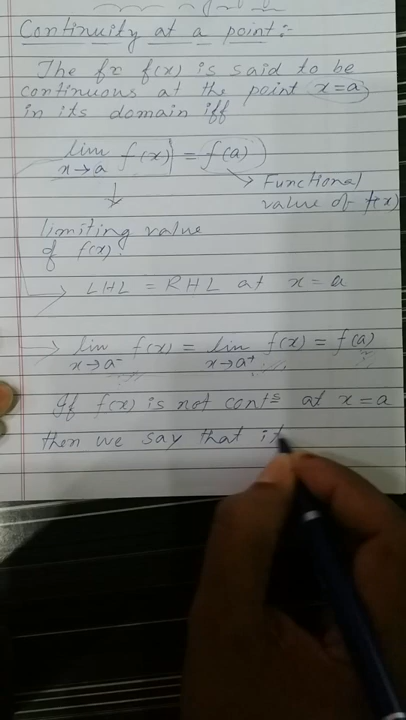 Continuity at a point:-
The fx f(x) is said to be
continuous at the point x=a
in its domain iff
lim f(x) = f(a)
x→a
Functional
value of f(x)
limiting value
of f(x).
LHL = RHL at x = a
lim f(x) = lim f(x) = f(a)
x→a⁻ x→a⁺
If f(x) is not conts at x=a
then we say that it